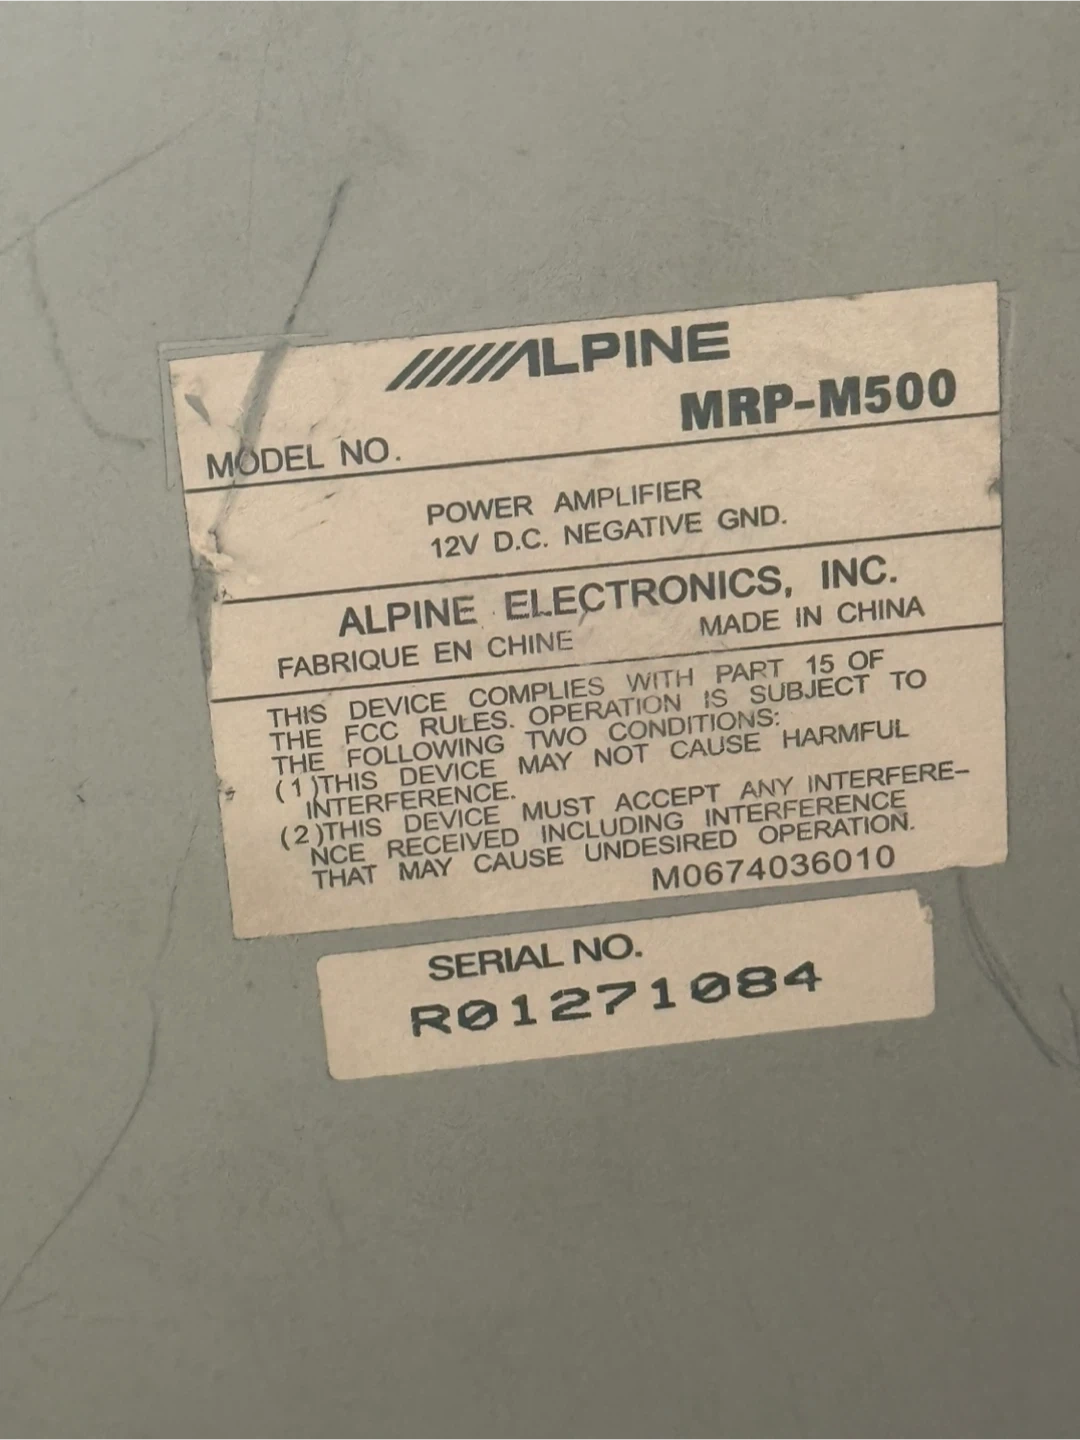 ALPINE
MODEL NO. MRP-M500
POWER AMPLIFIER
12V D.C. NEGATIVE GND.
ALPINE ELECTRONICS, INC.
FABRIQUE EN CHINE MADE IN CHINA
THIS DEVICE COMPLIES WITH PART 15 OF
THE FCC RULES. OPERATION IS SUBJECT TO
THE FOLLOWING TWO CONDITIONS:
(1)THIS DEVICE MAY NOT CAUSE HARMFUL
INTERFERENCE.
(2)THIS DEVICE MUST ACCEPT ANY INTERFERE-
NCE RECEIVED INCLUDING INTERFERENCE
THAT MAY CAUSE UNDESIRED OPERATION.
M0674036010
SERIAL NO.
R01271084